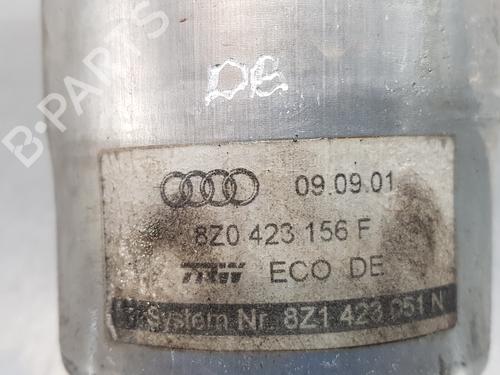 DE
B-PARTS
09.09.01
8Z0 423 156 F
TRW ECO DE
System Nr. 8Z1 423 051 N